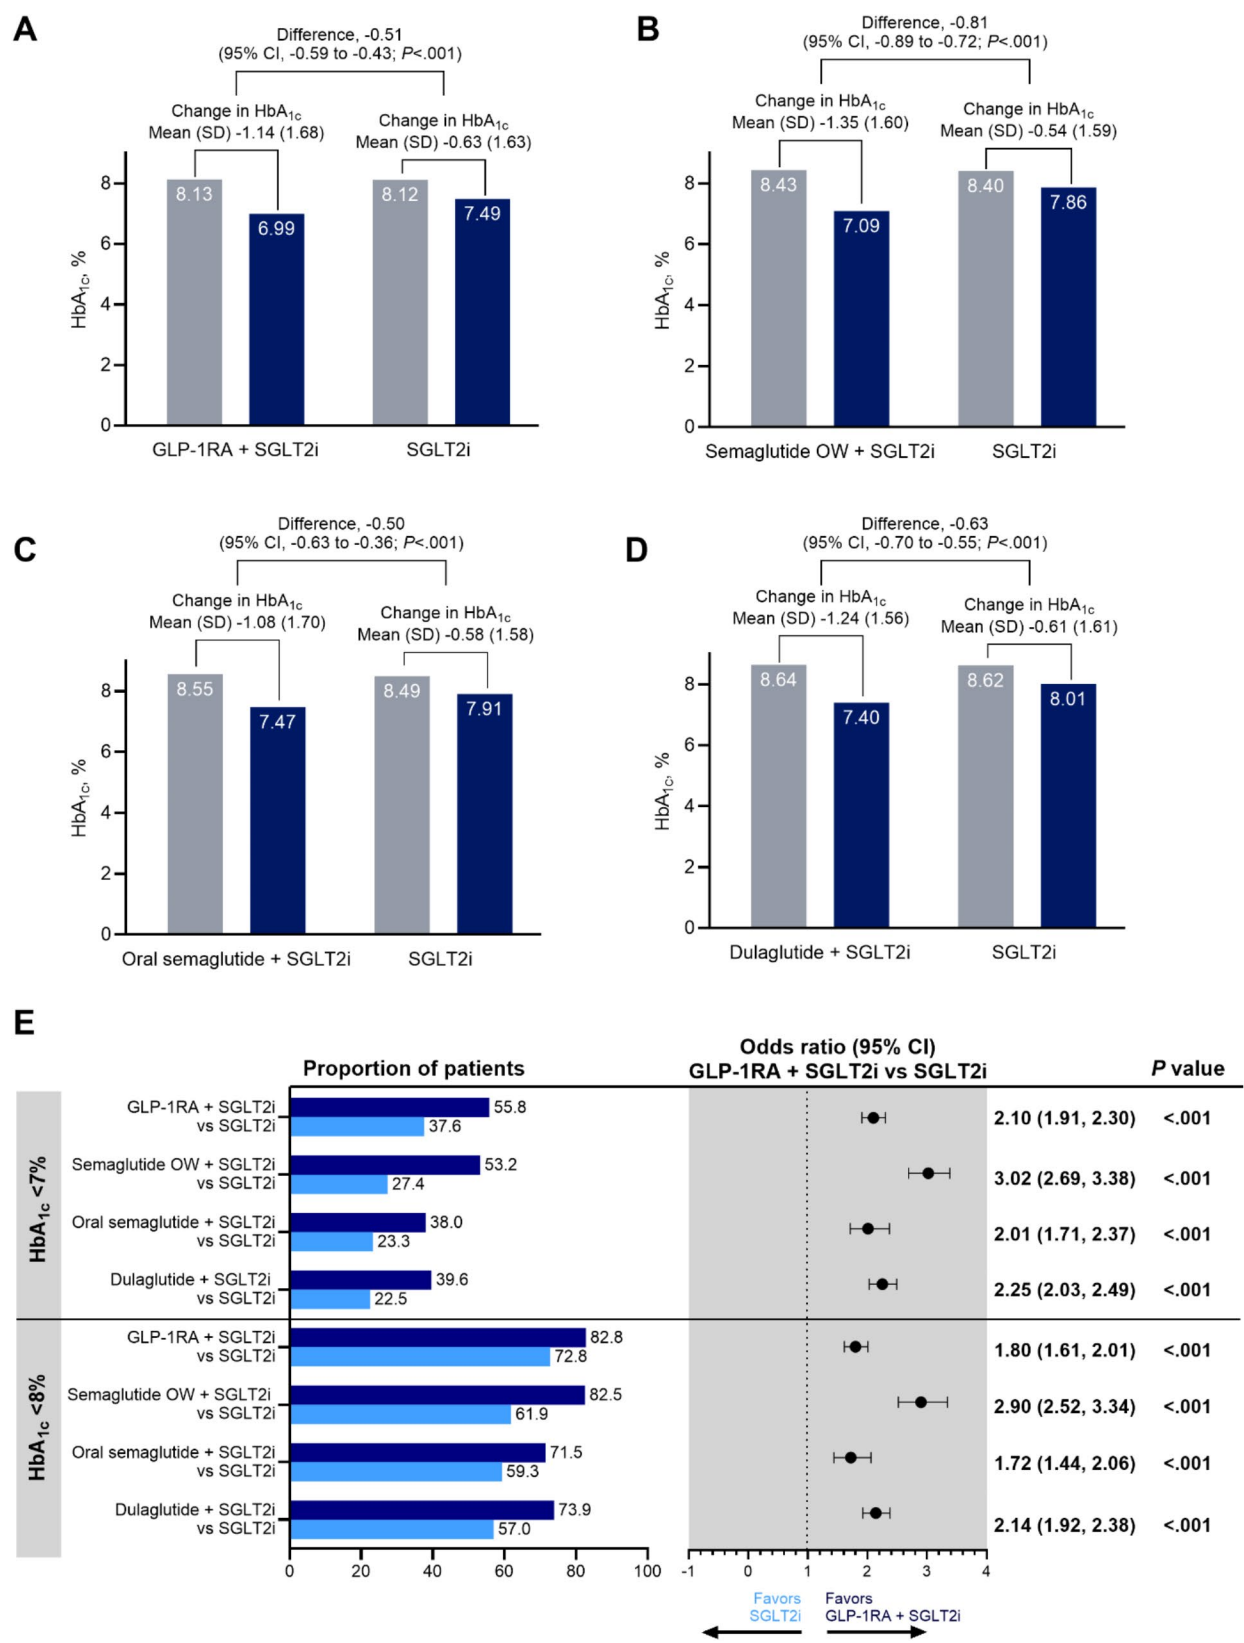 A
Difference, -0.51
(95% CI, -0.59 to -0.43; P<.001)
Change in HbA1c
Mean (SD) -1.14 (1.68)
Change in HbA1c
Mean (SD) -0.63 (1.63)
HbA1c, %
8
6
4
2
0
8.13
6.99
8.12
7.49
GLP-1RA + SGLT2i
SGLT2i
B
Difference, -0.81
(95% CI, -0.89 to -0.72; P<.001)
Change in HbA1c
Mean (SD) -1.35 (1.60)
Change in HbA1c
Mean (SD) -0.54 (1.59)
HbA1c, %
8
6
4
2
0
8.43
7.09
8.40
7.86
Semaglutide OW + SGLT2i
SGLT2i
C
Difference, -0.50
(95% CI, -0.63 to -0.36; P<.001)
Change in HbA1c
Mean (SD) -1.08 (1.70)
Change in HbA1c
Mean (SD) -0.58 (1.58)
HbA1c, %
8
6
4
2
0
8.55
7.47
8.49
7.91
Oral semaglutide + SGLT2i
SGLT2i
D
Difference, -0.63
(95% CI, -0.70 to -0.55; P<.001)
Change in HbA1c
Mean (SD) -1.24 (1.56)
Change in HbA1c
Mean (SD) -0.61 (1.61)
HbA1c, %
8
6
4
2
0
8.64
7.40
8.62
8.01
Dulaglutide + SGLT2i
SGLT2i
E
Proportion of patients
Odds ratio (95% CI)
GLP-1RA + SGLT2i vs SGLT2i
P value
HbA1c <7%
GLP-1RA + SGLT2i 55.8
vs SGLT2i 37.6
2.10 (1.91, 2.30) <.001
Semaglutide OW + SGLT2i 53.2
vs SGLT2i 27.4
3.02 (2.69, 3.38) <.001
Oral semaglutide + SGLT2i 38.0
vs SGLT2i 23.3
2.01 (1.71, 2.37) <.001
Dulaglutide + SGLT2i 39.6
vs SGLT2i 22.5
2.25 (2.03, 2.49) <.001
HbA1c <8%
GLP-1RA + SGLT2i 82.8
vs SGLT2i 72.8
1.80 (1.61, 2.01) <.001
Semaglutide OW + SGLT2i 82.5
vs SGLT2i 61.9
2.90 (2.52, 3.34) <.001
Oral semaglutide + SGLT2i 71.5
vs SGLT2i 59.3
1.72 (1.44, 2.06) <.001
Dulaglutide + SGLT2i 73.9
vs SGLT2i 57.0
2.14 (1.92, 2.38) <.001
0 20 40 60 80 100
-1 0 1 2 3 4
Favors
SGLT2i
Favors
GLP-1RA + SGLT2i